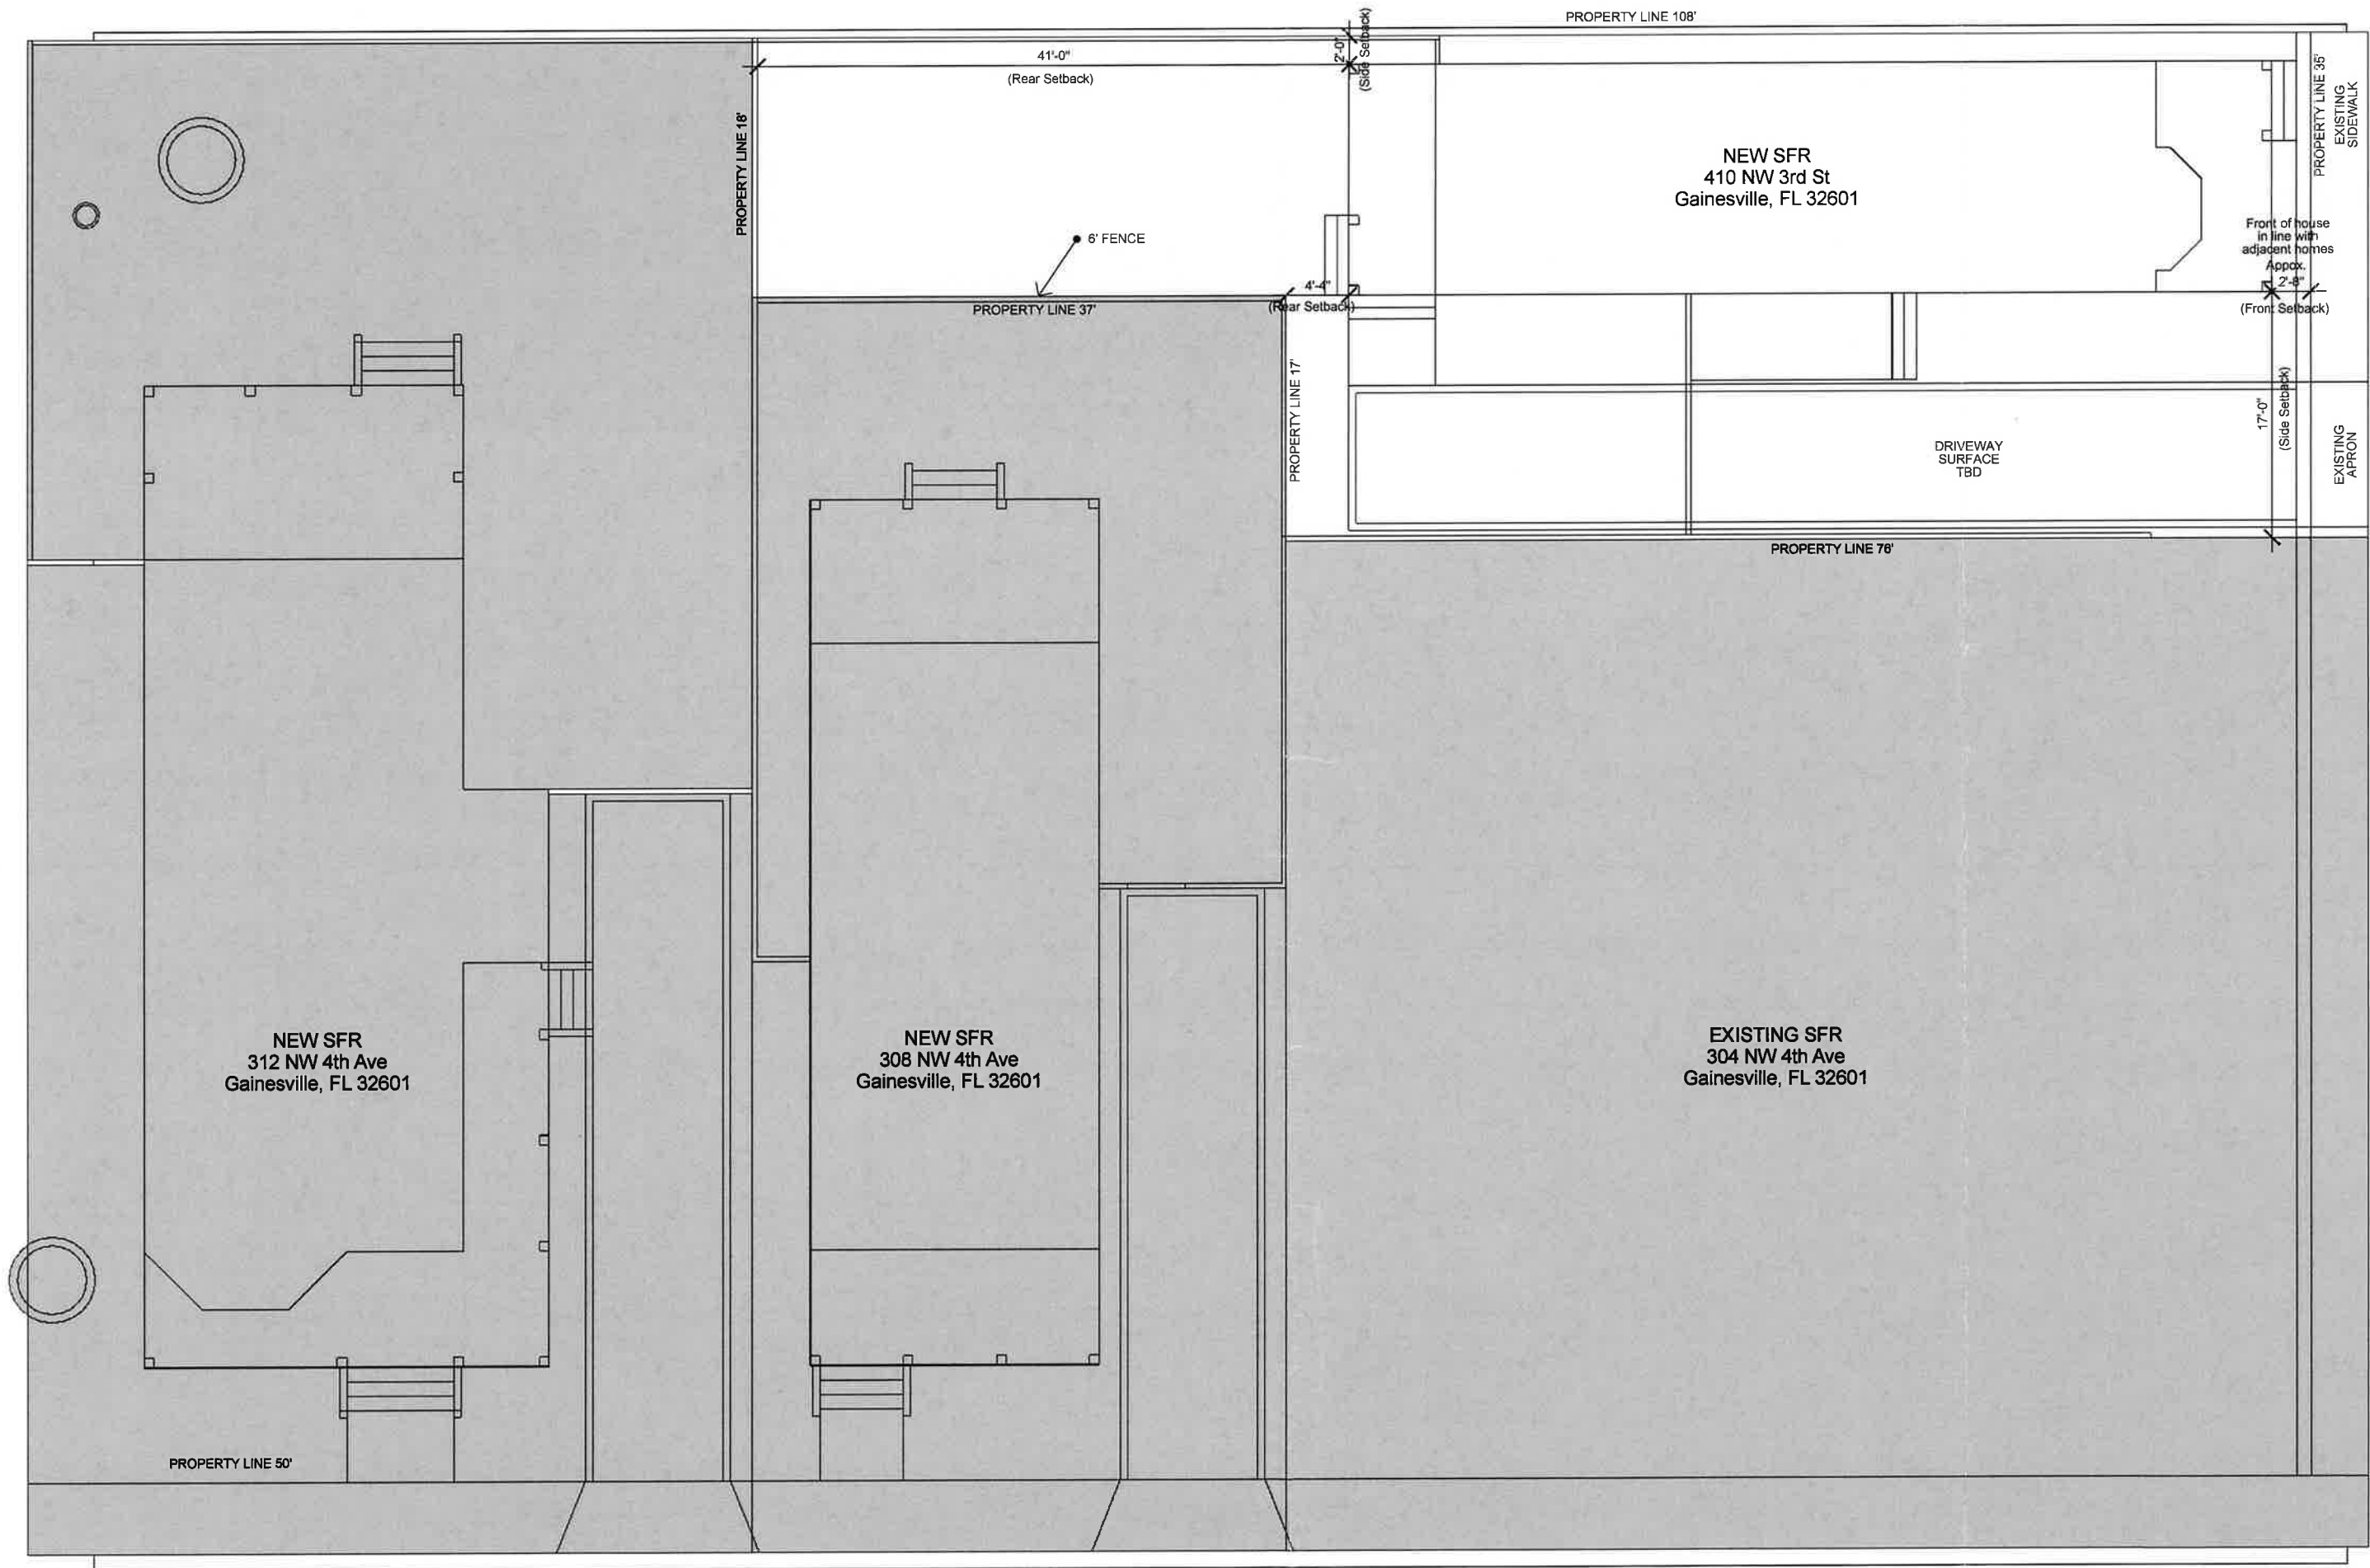 PROPERTY LINE 108'
41'-0"
(Rear Setback)
2'-0"
(Side Setback)
PROPERTY LINE 18'
NEW SFR
410 NW 3rd St
Gainesville, FL 32601
PROPERTY LINE 35'
EXISTING
SIDEWALK
6' FENCE
Front of house
in line with
adjacent homes
Appox.
2'-8"
(Front Setback)
4'-4"
(Rear Setback)
PROPERTY LINE 37'
PROPERTY LINE 17'
17'-0"
(Side Setback)
DRIVEWAY
SURFACE
TBD
EXISTING
APRON
PROPERTY LINE 76'
NEW SFR
312 NW 4th Ave
Gainesville, FL 32601
NEW SFR
308 NW 4th Ave
Gainesville, FL 32601
EXISTING SFR
304 NW 4th Ave
Gainesville, FL 32601
PROPERTY LINE 50'